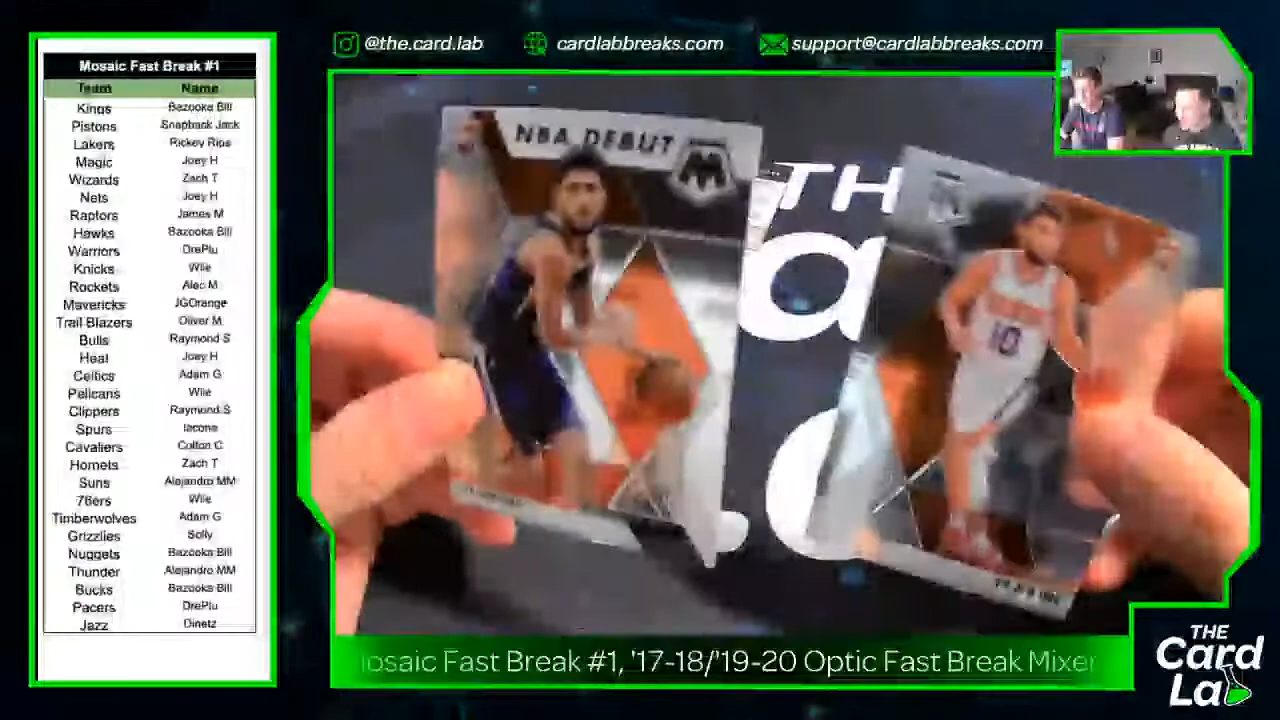 @the.card.lab
cardlabbreaks.com
support@cardlabbreaks.com
Mosaic Fast Break #1
Team Name
Kings Bazooka Bill
Pistons Snapback Jack
Lakers Rickey Rips
Magic Joey H
Wizards Zach T
Nets Joey H
Raptors James M
Hawks Bazooka Bill
Warriors DrePlu
Knicks Wile
Rockets Alec M
Mavericks JGOrange
Trail Blazers Oliver M
Bulls Raymond S
Heat Joey H
Celtics Adam G
Pelicans Wile
Clippers Raymond S
Spurs Iacone
Cavaliers Colton C
Hornets Zach T
Suns Alejandro MM
76ers Wile
Timberwolves Adam G
Grizzlies Solly
Nuggets Bazooka Bill
Thunder Alejandro MM
Bucks Bazooka Bill
Pacers DrePlu
Jazz Dinetz
NBA DEBUT
TH
a
10
osaic Fast Break #1, '17-18/'19-20 Optic Fast Break Mixer
THE
Card
Lab